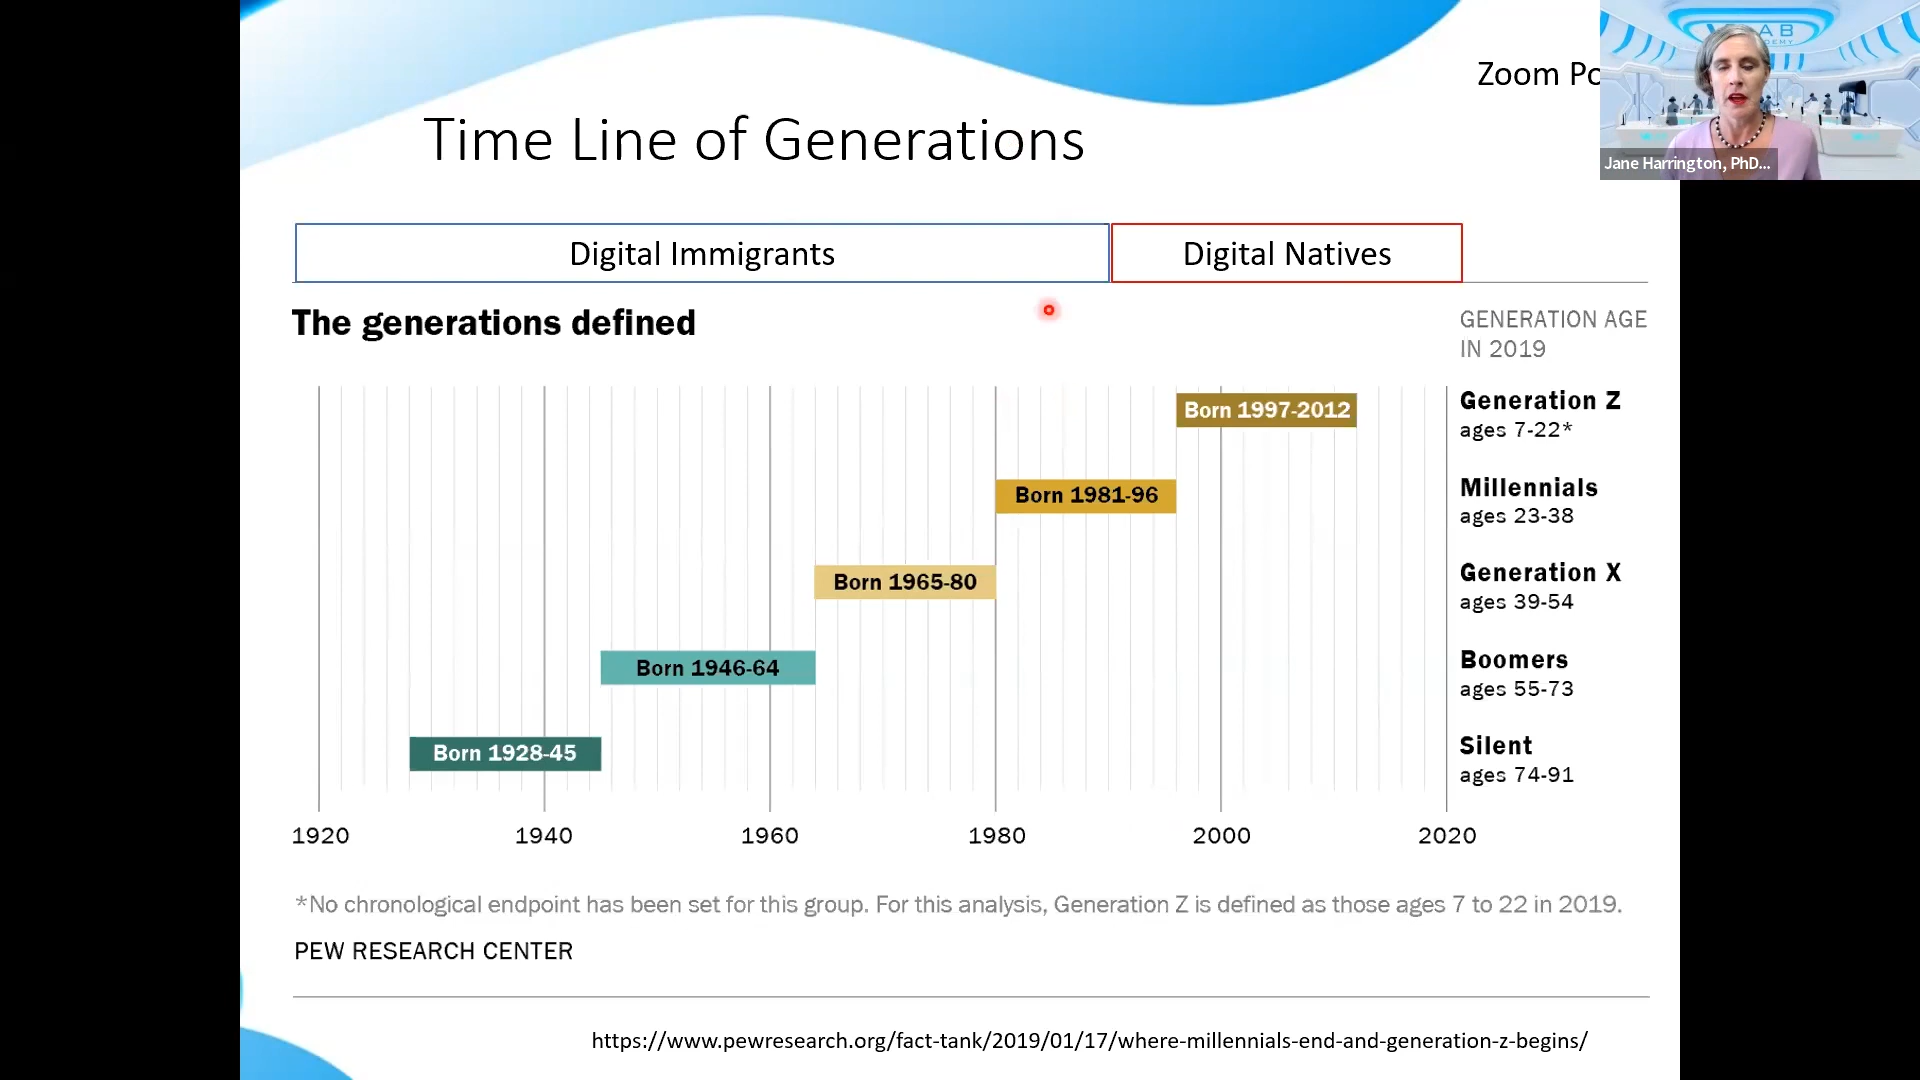 Zoom Po
Time Line of Generations
Jane Harrington, PhD...
Digital Immigrants
Digital Natives
The generations defined
GENERATION AGE
IN 2019
Born 1997-2012
Generation Z
ages 7-22*
Born 1981-96
Millennials
ages 23-38
Born 1965-80
Generation X
ages 39-54
Born 1946-64
Boomers
ages 55-73
Born 1928-45
Silent
ages 74-91
1920 1940 1960 1980 2000 2020
*No chronological endpoint has been set for this group. For this analysis, Generation Z is defined as those ages 7 to 22 in 2019.
PEW RESEARCH CENTER
https://www.pewresearch.org/fact-tank/2019/01/17/where-millennials-end-and-generation-z-begins/